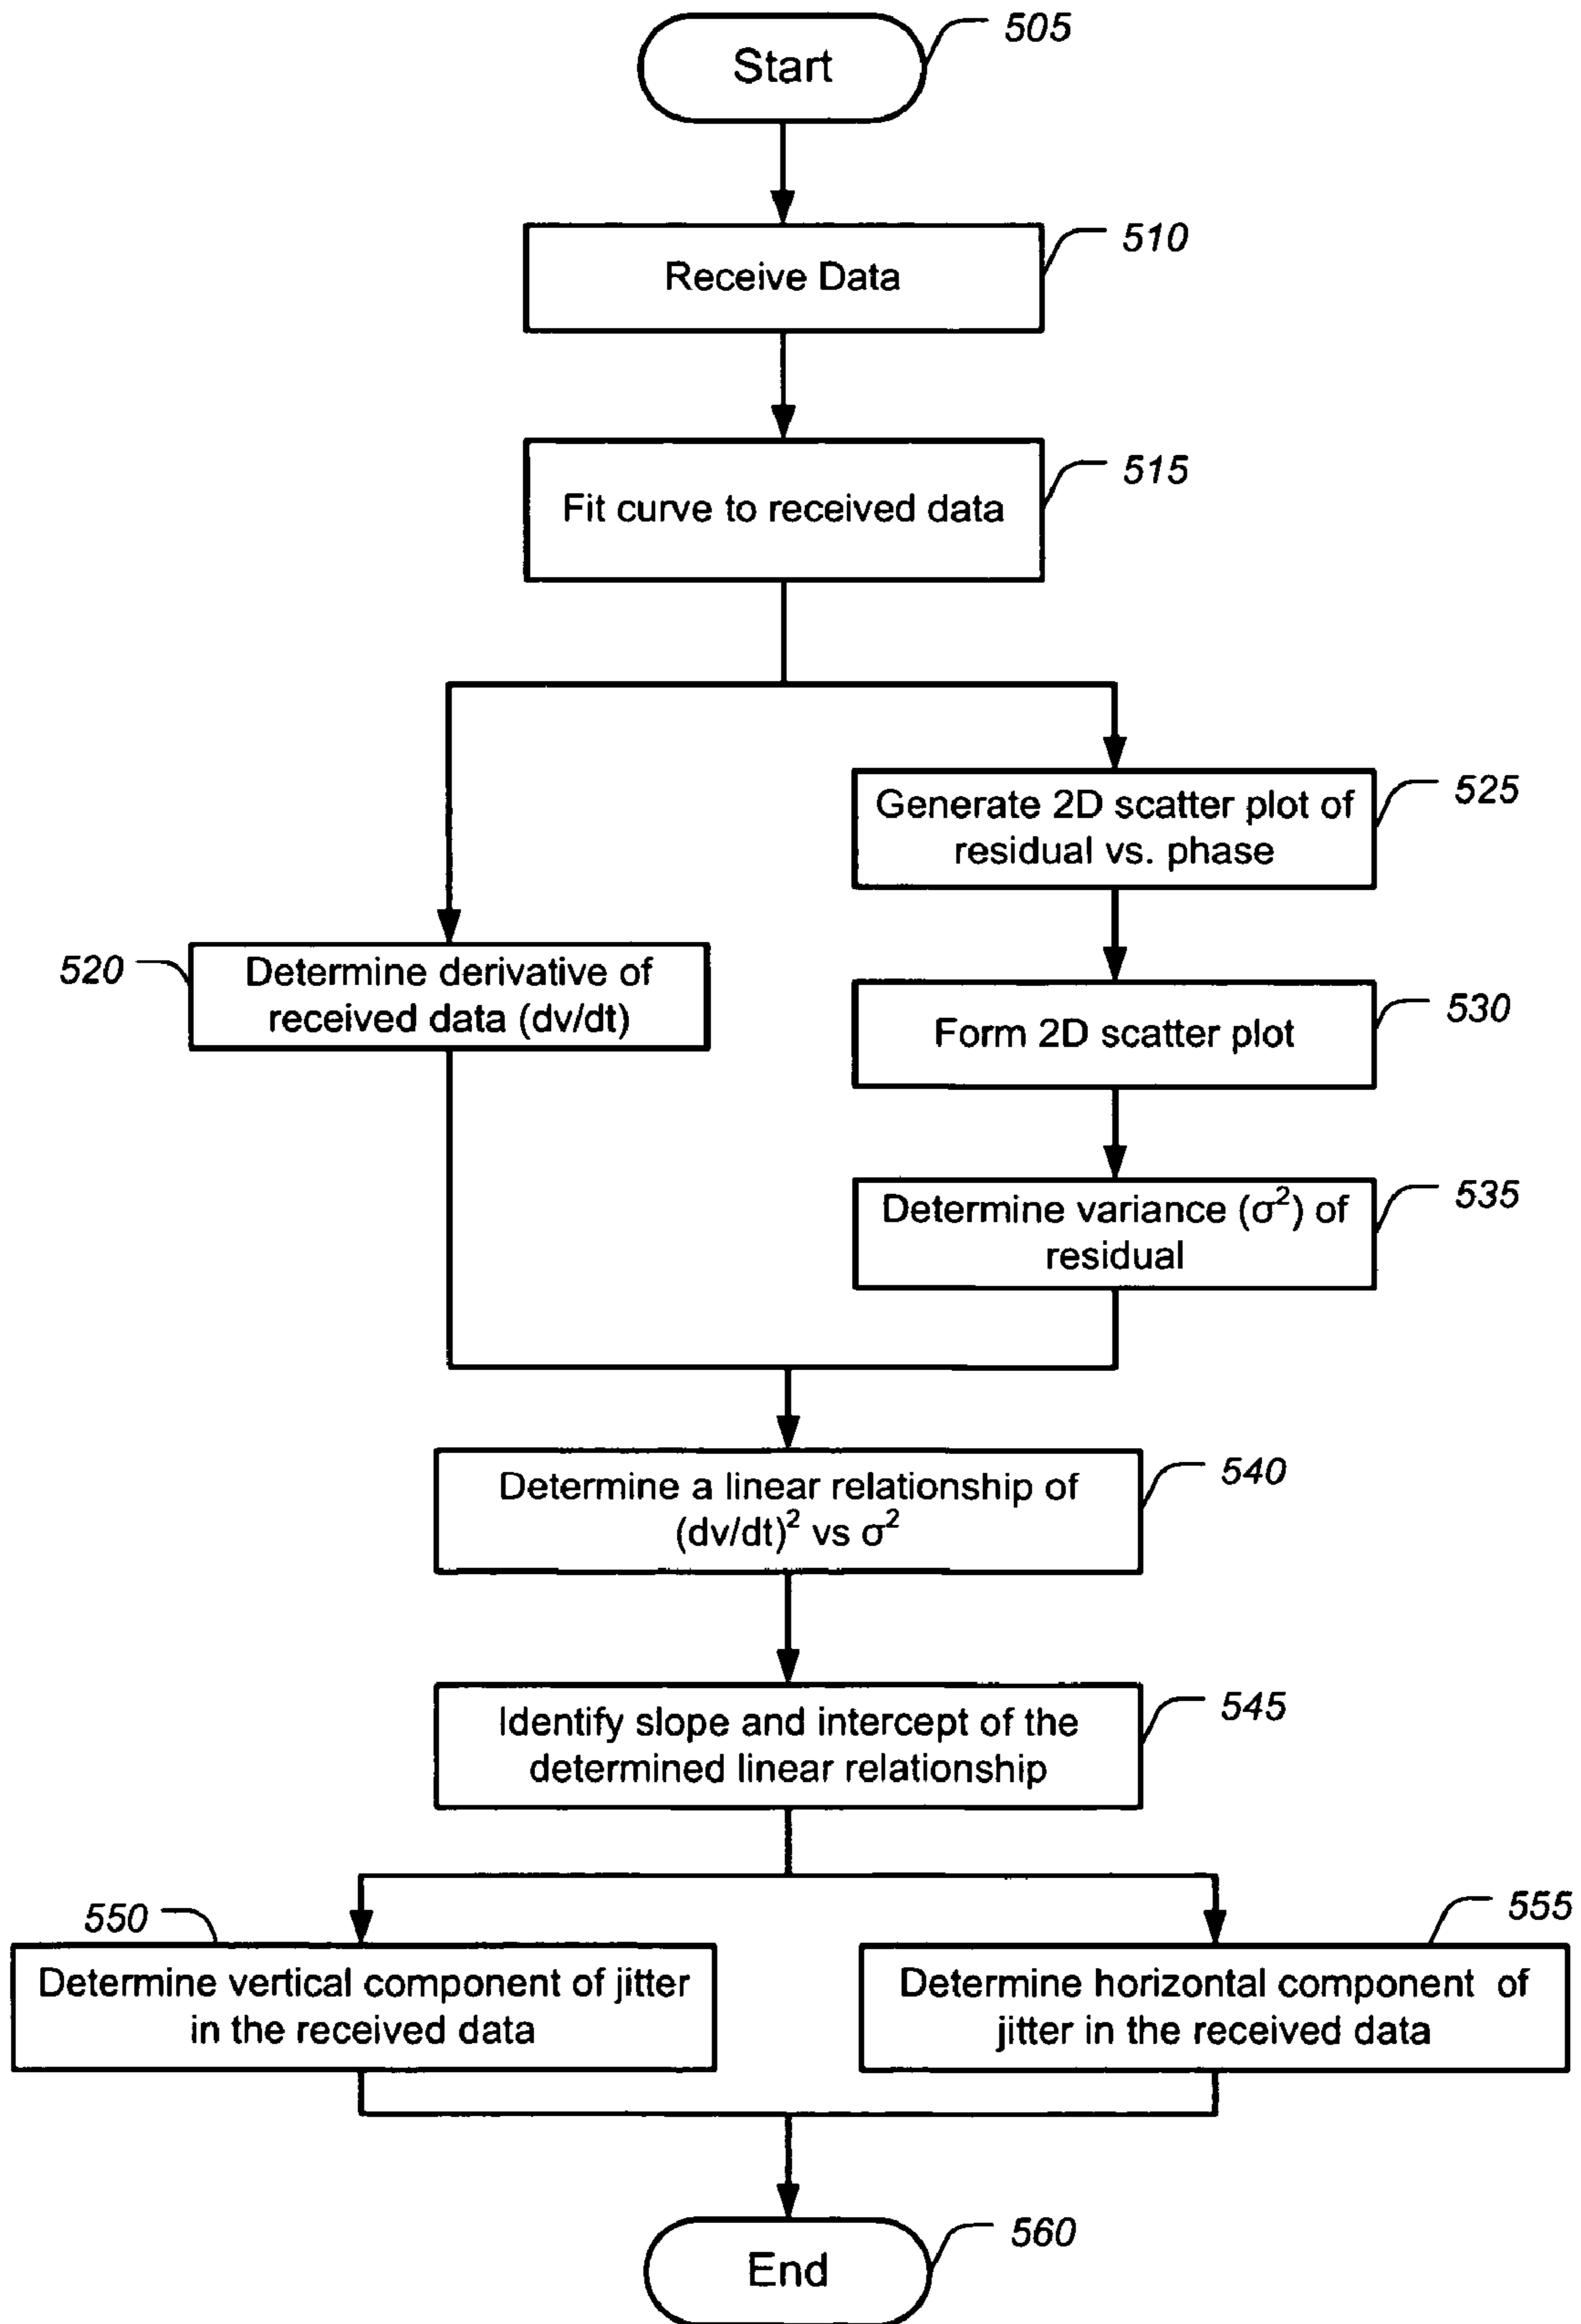 Start
505
Receive Data
510
Fit curve to received data
515
Generate 2D scatter plot of
residual vs. phase
525
520
Determine derivative of
received data (dv/dt)
Form 2D scatter plot
530
Determine variance (σ²) of
residual
535
Determine a linear relationship of
(dv/dt)² vs σ²
540
Identify slope and intercept of the
determined linear relationship
545
550
Determine vertical component of jitter
in the received data
555
Determine horizontal component of
jitter in the received data
End
560